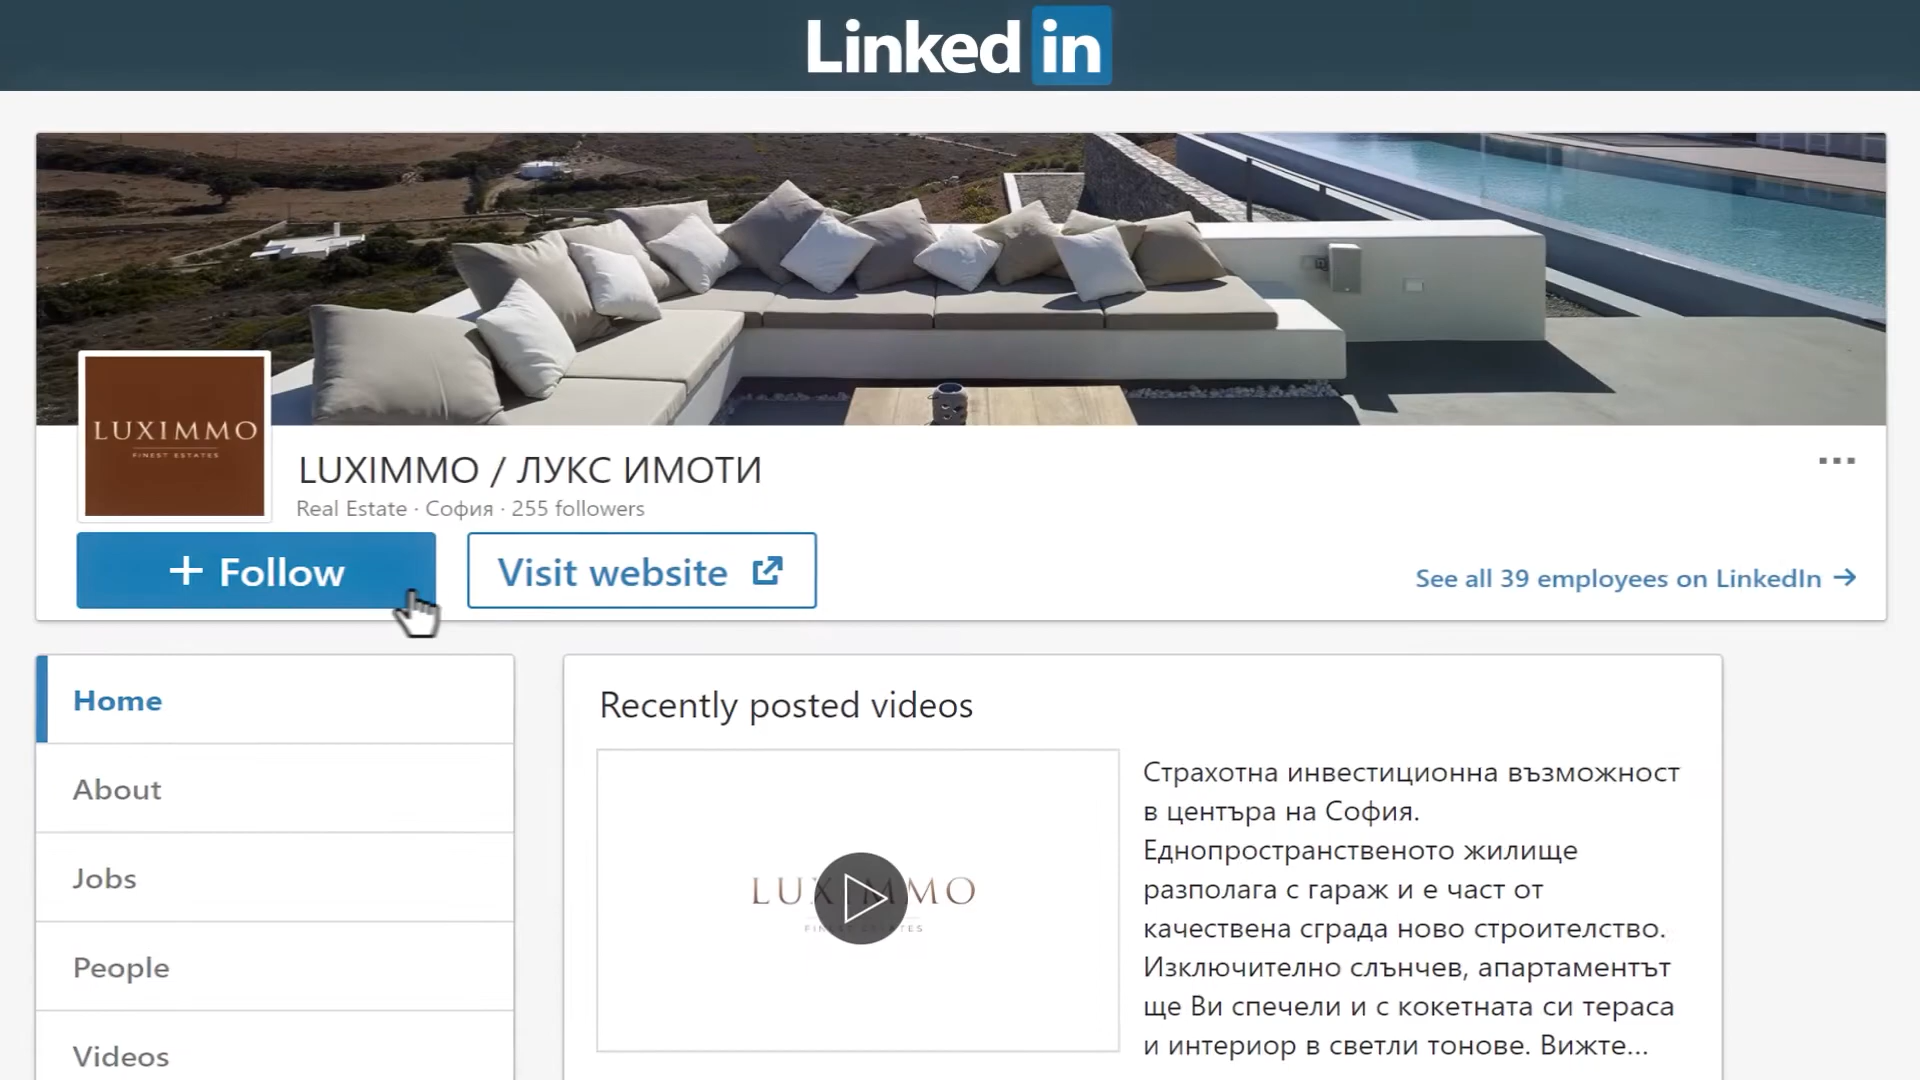 Linked in
LUXIMMO
FINEST ESTATES
LUXIMMO / ЛУКС ИМОТИ
Real Estate · София · 255 followers
+ Follow
Visit website
See all 39 employees on LinkedIn →
Home
About
Jobs
People
Videos
Recently posted videos
LUXIMMO
FINEST ESTATES
Страхотна инвестиционна възможност
в центъра на София.
Еднопространственото жилище
разполага с гараж и е част от
качествена сграда ново строителство.
Изключително слънчев, апартаментът
ще Ви спечели и с кокетната си тераса
и интериор в светли тонове. Вижте...